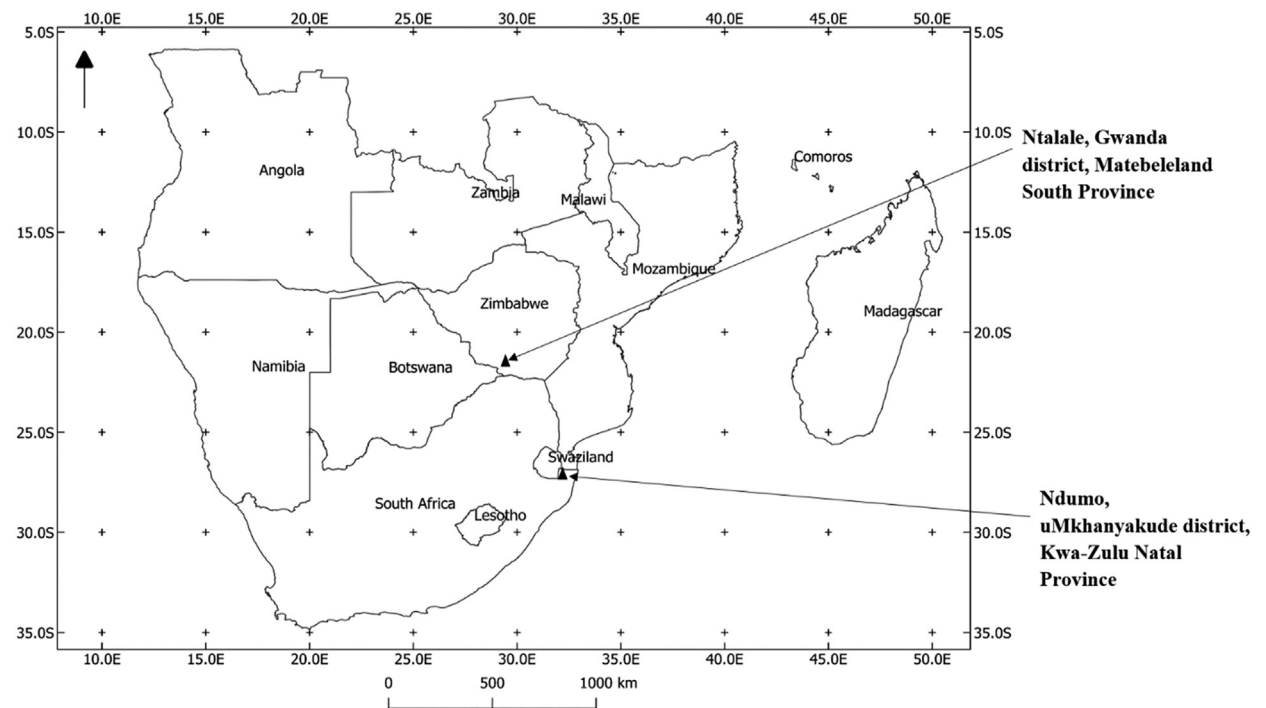 10.0E 15.0E 20.0E 25.0E 30.0E 35.0E 40.0E 45.0E 50.0E
5.0S 5.0S
10.0S 10.0S
Ntalale, Gwanda
district, Matebeleland
South Province
Comoros
Angola
Zambia
Malawi
15.0S 15.0S
Mozambique
Zimbabwe
Madagascar
20.0S 20.0S
Namibia
Botswana
25.0S 25.0S
Swaziland
South Africa
Lesotho
Ndumo,
uMkhanyakude district,
Kwa-Zulu Natal
Province
30.0S 30.0S
35.0S 35.0S
10.0E 15.0E 20.0E 25.0E 30.0E 35.0E 40.0E 45.0E 50.0E
0 500 1000 km